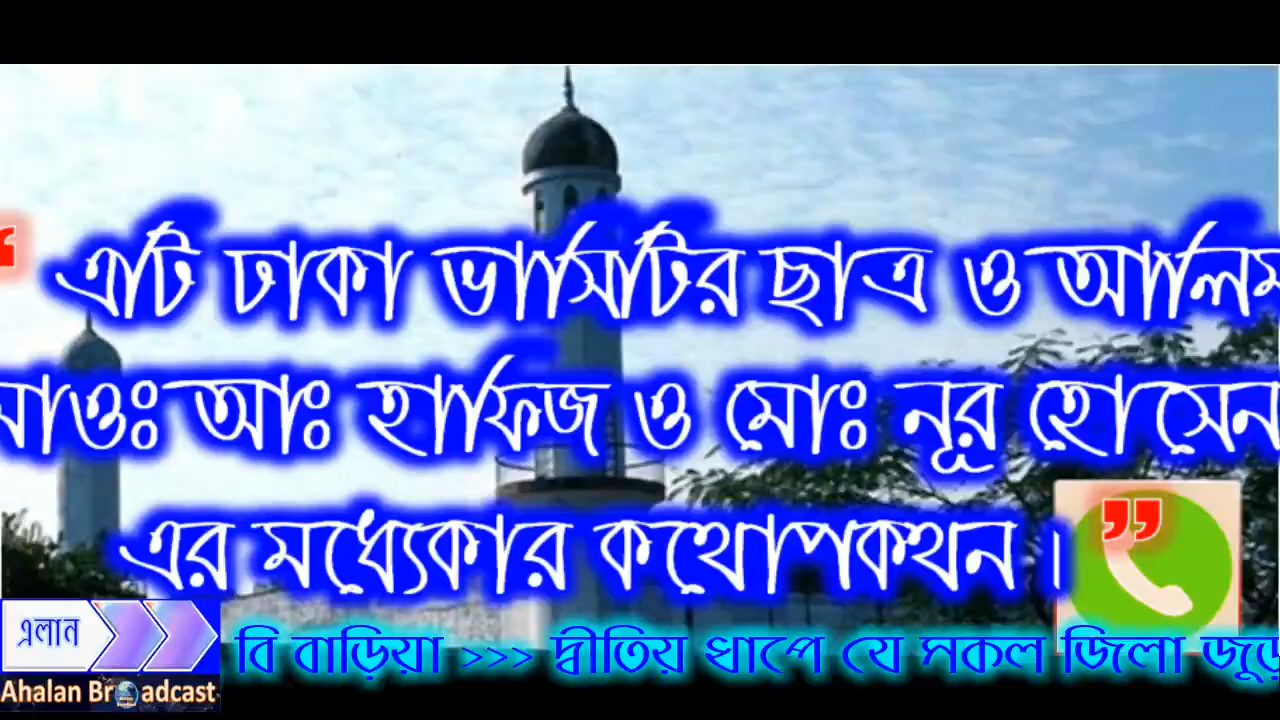 “ এটি ঢাকা ভার্সিটির ছাত্র ও আলিম
মাওঃ আঃ হাফিজ ও মোঃ নূর হোসেন
এর মধ্যেকার কথোপকথন । ”
এলান
বি বাড়িয়া >>> দ্বীতিয় ধাপে যে সকল জিলা জুড়ে
Ahalan Broadcast